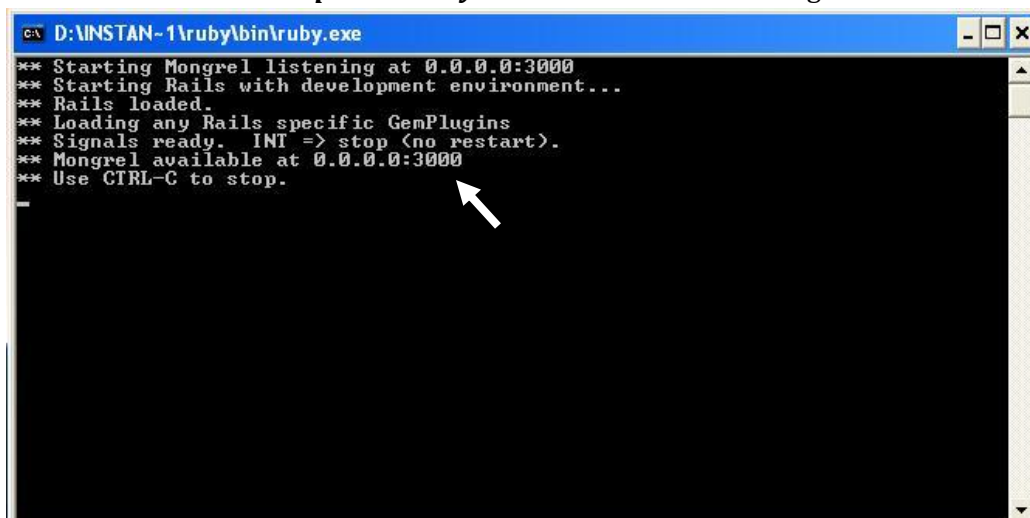 D:\INSTAN~1\ruby\bin\ruby.exe
** Starting Mongrel listening at 0.0.0.0:3000
** Starting Rails with development environment...
** Rails loaded.
** Loading any Rails specific GemPlugins
** Signals ready.  INT => stop (no restart).
** Mongrel available at 0.0.0.0:3000
** Use CTRL-C to stop.